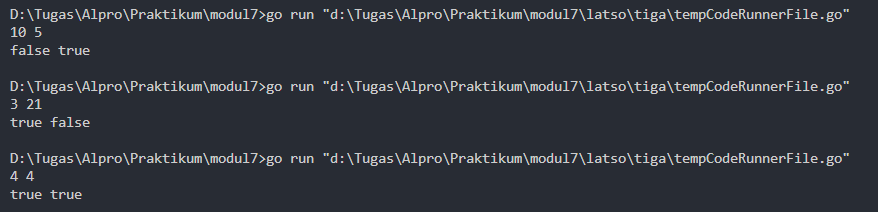 D:\Tugas\Alpro\Praktikum\modul7>go run "d:\Tugas\Alpro\Praktikum\modul7\latso\tiga\tempCodeRunnerFile.go"
10 5
false true
D:\Tugas\Alpro\Praktikum\modul7>go run "d:\Tugas\Alpro\Praktikum\modul7\latso\tiga\tempCodeRunnerFile.go"
3 21
true false
D:\Tugas\Alpro\Praktikum\modul7>go run "d:\Tugas\Alpro\Praktikum\modul7\latso\tiga\tempCodeRunnerFile.go"
4 4
true true